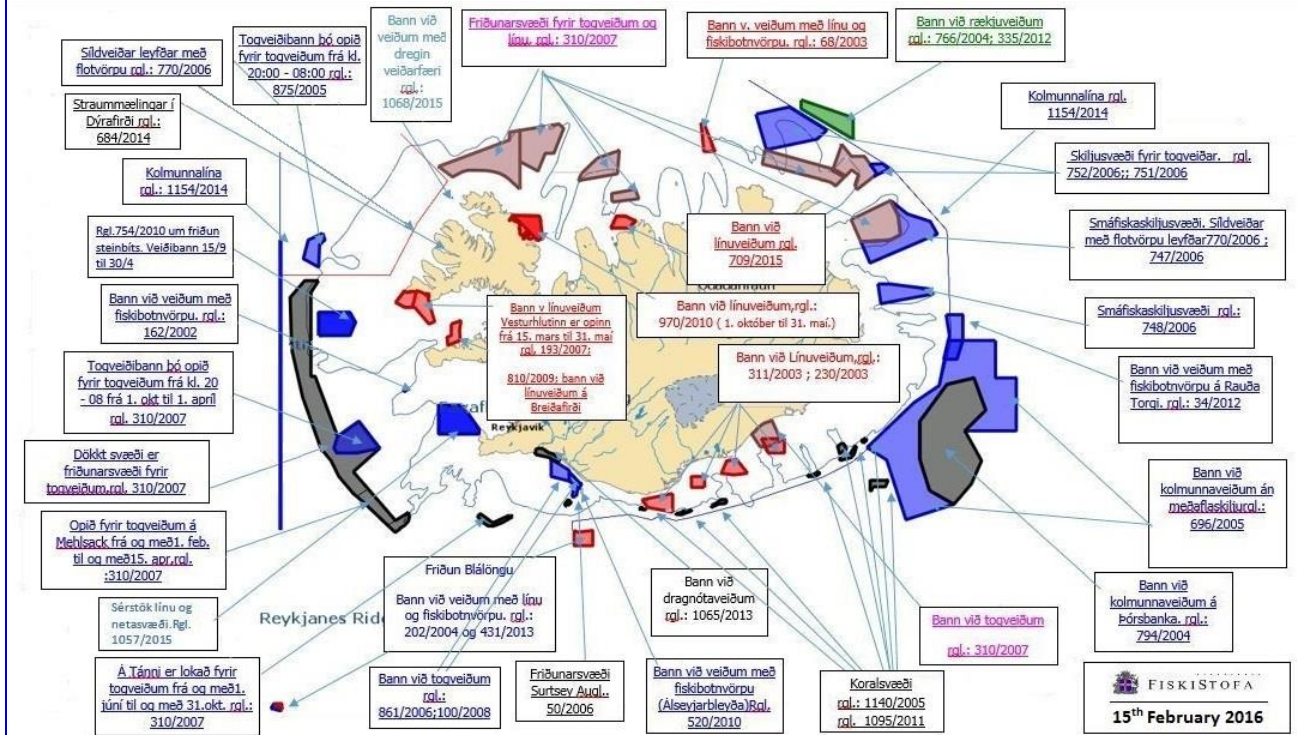 Síldveiðar leyfðar með
flotvörpu rgl.: 770/2006
Togveiðibann þó opið
fyrir togveiðum frá kl.
20:00 - 08:00 rgl.:
875/2005
Bann við
veiðum með
dregin
veiðarfæri
rgl.:
1068/2015
Friðunarsvæði fyrir togveiðum og
línu, rgl.: 310/2007
Bann v. veiðum með línu og
fiskibotnvörpu. rgl.: 68/2003
Bann við rækjuveiðum
rgl.: 766/2004; 335/2012
Straummælingar í
Dýrafirði rgl.:
684/2014
Kolmunnalína
rgl.: 1154/2014
Rgl.754/2010 um friðun
steinbíts. Veiðibann 15/9
til 30/4
Bann við veiðum með
fiskibotnvörpu. rgl.:
162/2002
Togveiðibann þó opið
fyrir togveiðum frá kl. 20
- 08 frá 1. okt til 1. apríl
rgl. 310/2007
Dökkt svæði er
friðunarsvæði fyrir
togveiðum,rgl. 310/2007
Opið fyrir togveiðum á
Mehlsack frá og með1. feb.
til og með15. apr,rgl.
:310/2007
Sérstök línu og
netasvæði.Rgl.
1057/2015
Á Tánni er lokað fyrir
togveiðum frá og með1.
júní til og með 31.okt. rgl.:
310/2007
Kolmunnalína rgl.
1154/2014
Skiljusvæði fyrir togveiðar. rgl.
752/2006;; 751/2006
Smáfiskaskiljusvæði. Síldveiðar
með flotvörpu leyfðar770/2006 ;
747/2006
Smáfiskaskiljusvæði rgl.:
748/2006
Bann við veiðum með
fiskibotnvörpu á Rauða
Torgi. rgl.: 34/2012
Bann við
kolmunnaveiðum án
meðaflaskiljurgl.:
696/2005
Bann við
kolmunnaveiðum á
Þórsbanka. rgl.:
794/2004
Bann við
línuveiðum rgl.
709/2015
Bann við línuveiðum,rgl.:
970/2010 ( 1. október til 31. maí.)
Bann við Línuveiðum,rgl.:
311/2003 ; 230/2003
Bann v línuveiðum
Vesturhlutinn er opinn
frá 15. mars til 31. maí
rgl, 193/2007:
810/2009; bann við
línuveiðum á
Breiðafirði
Reykjavik
Reykjanes Rid
Friðun Blálöngu
Bann við veiðum með línu
og fiskibotnvörpu. rgl.:
202/2004 og 431/2013
Bann við
dragnótaveiðum
rgl.: 1065/2013
Bann við togveiðum
rgl.: 310/2007
Bann við togveiðum
rgl.:
861/2006;100/2008
Friðunarsvæði
Surtsey Augl..
50/2006
Bann við veiðum með
fiskibotnvörpu
(Álseyjarbleyða)Rgl.
520/2010
Koralsvæði
rgl.: 1140/2005
rgl. 1095/2011
FISKISTOFA
15th February 2016